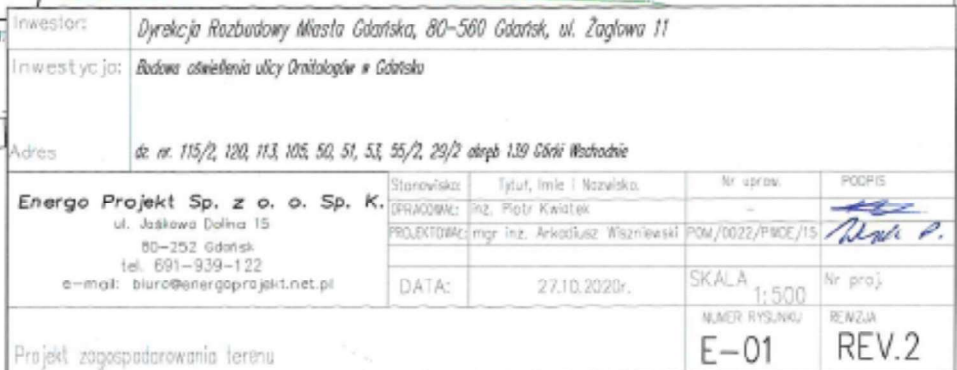 Inwestor: Dyrekcja Rozbudowy Miasta Gdańska, 80-560 Gdańsk, ul. Żaglowa 11
Inwestycja: Budowa oświetlenia ulicy Ornitologów w Gdańsku
Adres dz. nr. 115/2, 120, 113, 105, 50, 51, 53, 55/2, 29/2 obręb 139 Górki Wschodnie
Energo Projekt Sp. z o. o. Sp. K.
ul. Jaśkowa Dolina 15
80-252 Gdańsk
tel. 691-939-122
e-mail: biuro@energoprojekt.net.pl
Stanowisko: Tytuł, Imie i Nazwisko. Nr upraw. PODPIS
OPRACOWAŁ: inż. Piotr Kwiatek -
PROJEKTOWAŁ: mgr inż. Arkadiusz Wiszniewski POM/0022/PWOE/15
DATA: 27.10.2020r. SKALA 1:500 Nr proj.
Projekt zagospodarowania terenu
NUMER RYSUNKU E-01
REWIZJA REV.2